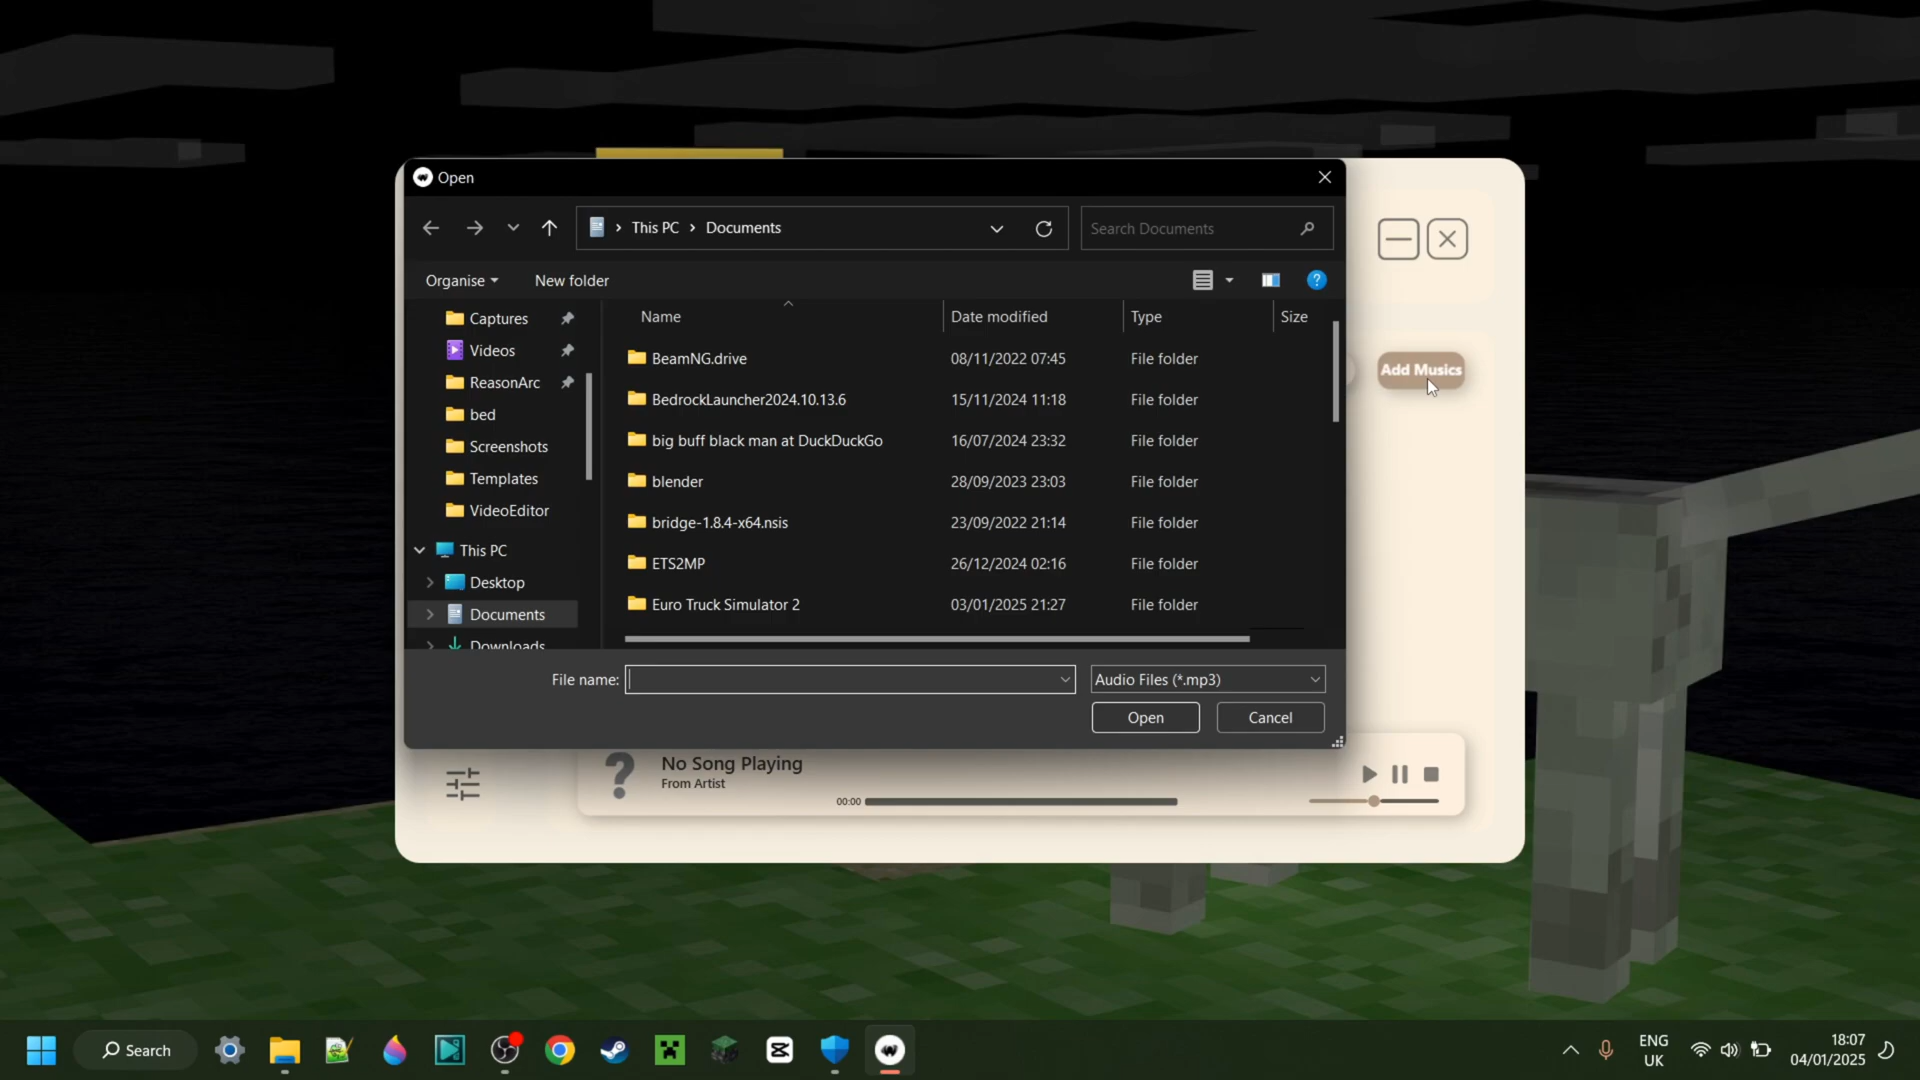 Open
This PC
Documents
Search Documents
Organise
New folder
Captures
Videos
ReasonArc
bed
Screenshots
Templates
VideoEditor
This PC
Desktop
Documents
Downloads
Name Date modified Type Size
BeamNG.drive 08/11/2022 07:45 File folder
BedrockLauncher2024.10.13.6 15/11/2024 11:18 File folder
big buff black man at DuckDuckGo 16/07/2024 23:32 File folder
blender 28/09/2023 23:03 File folder
bridge-1.8.4-x64.nsis 23/09/2022 21:14 File folder
ETS2MP 26/12/2024 02:16 File folder
Euro Truck Simulator 2 03/01/2025 21:27 File folder
File name:
Audio Files (*.mp3)
Open
Cancel
Add Musics
No Song Playing
From Artist
00:00
Search
ENG
UK
18:07
04/01/2025